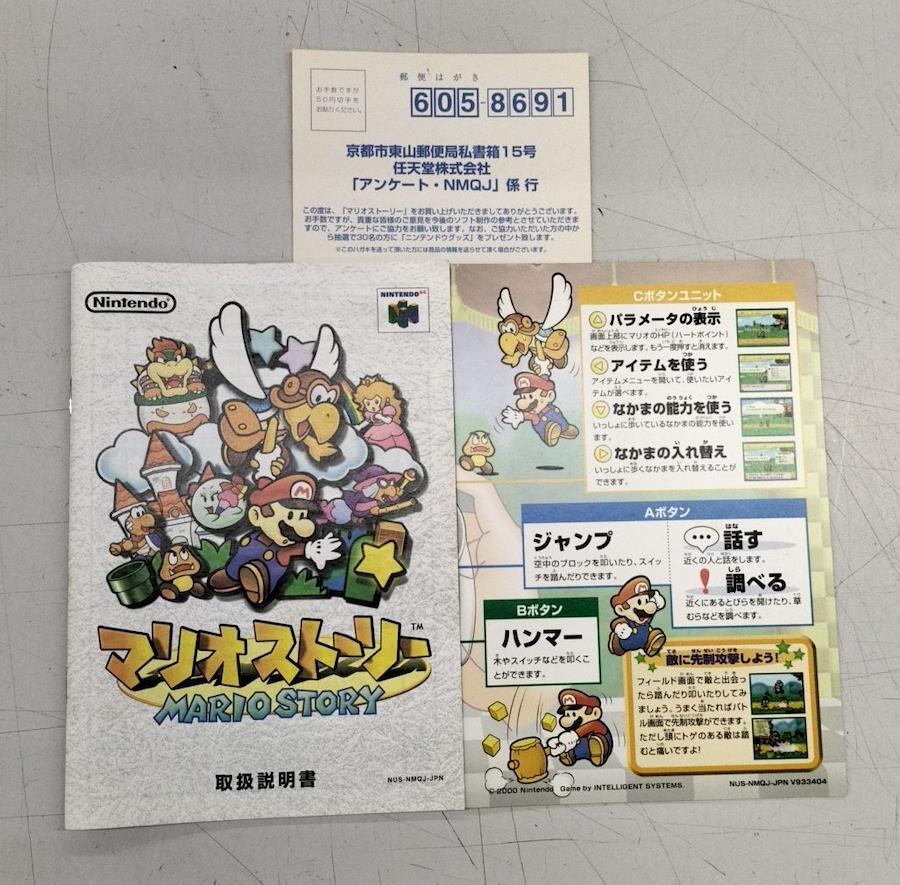 郵便はがき
お手数ですが
50円切手を
お貼りください。
605-8691
京都市東山郵便局私書箱15号
任天堂株式会社
「アンケート・NMQJ」係 行
この度は、「マリオストーリー」をお買い上げいただきましてありがとうございます。
お手数ですが、貴重な皆様のご意見を今後のソフト制作の参考とさせていただきま
すので、アンケートにご協力をお願い致します。なお、ご協力いただいた方の中か
ら抽選で30名の方に「ニンテンドウグッズ」をプレゼント致します。
※このハガキを送って頂いた方には商品の情報を送らせて頂く場合がございます。
Nintendo
NINTENDO64
マリオストーリー™
MARIO STORY
取扱説明書
NUS-NMQJ-JPN
Cボタンユニット
パラメータの表示
画面上部にマリオのHP(ハートポイント)
などを表示します。もう一度押すと消えます。
アイテムを使う
アイテムメニューを開いて、使いたいアイ
テムが選べます。
なかまの能力を使う
いっしょに歩いているなかまの能力を使い
ます。
なかまの入れ替え
いっしょに歩くなかまを入れ替えることが
できます。
Aボタン
ジャンプ
空中のブロックを叩いたり、スイッ
チを踏んだりできます。
話す
近くの人と話をします。
調べる
近くにあるとびらを開けたり、草
むらなどを調べます。
Bボタン
ハンマー
木やスイッチなどを叩くこ
とができます。
敵に先制攻撃しよう!
フィールド画面で敵と出会っ
たら踏んだり叩いたりしてみ
ましょう。うまく当たればバト
ル画面で先制攻撃ができます。
ただし頭にトゲのある敵は踏
むと痛いですよ!
© 2000 Nintendo Game by INTELLIGENT SYSTEMS.
NUS-NMQJ-JPN V933404